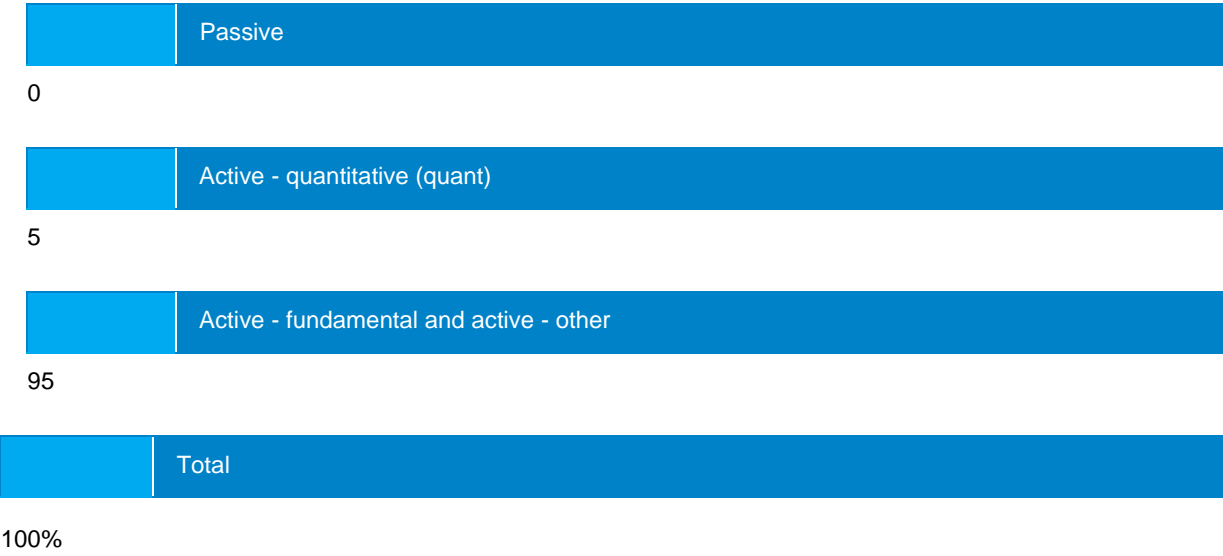 Passive
0
Active - quantitative (quant)
5
Active - fundamental and active - other
95
Total
100%